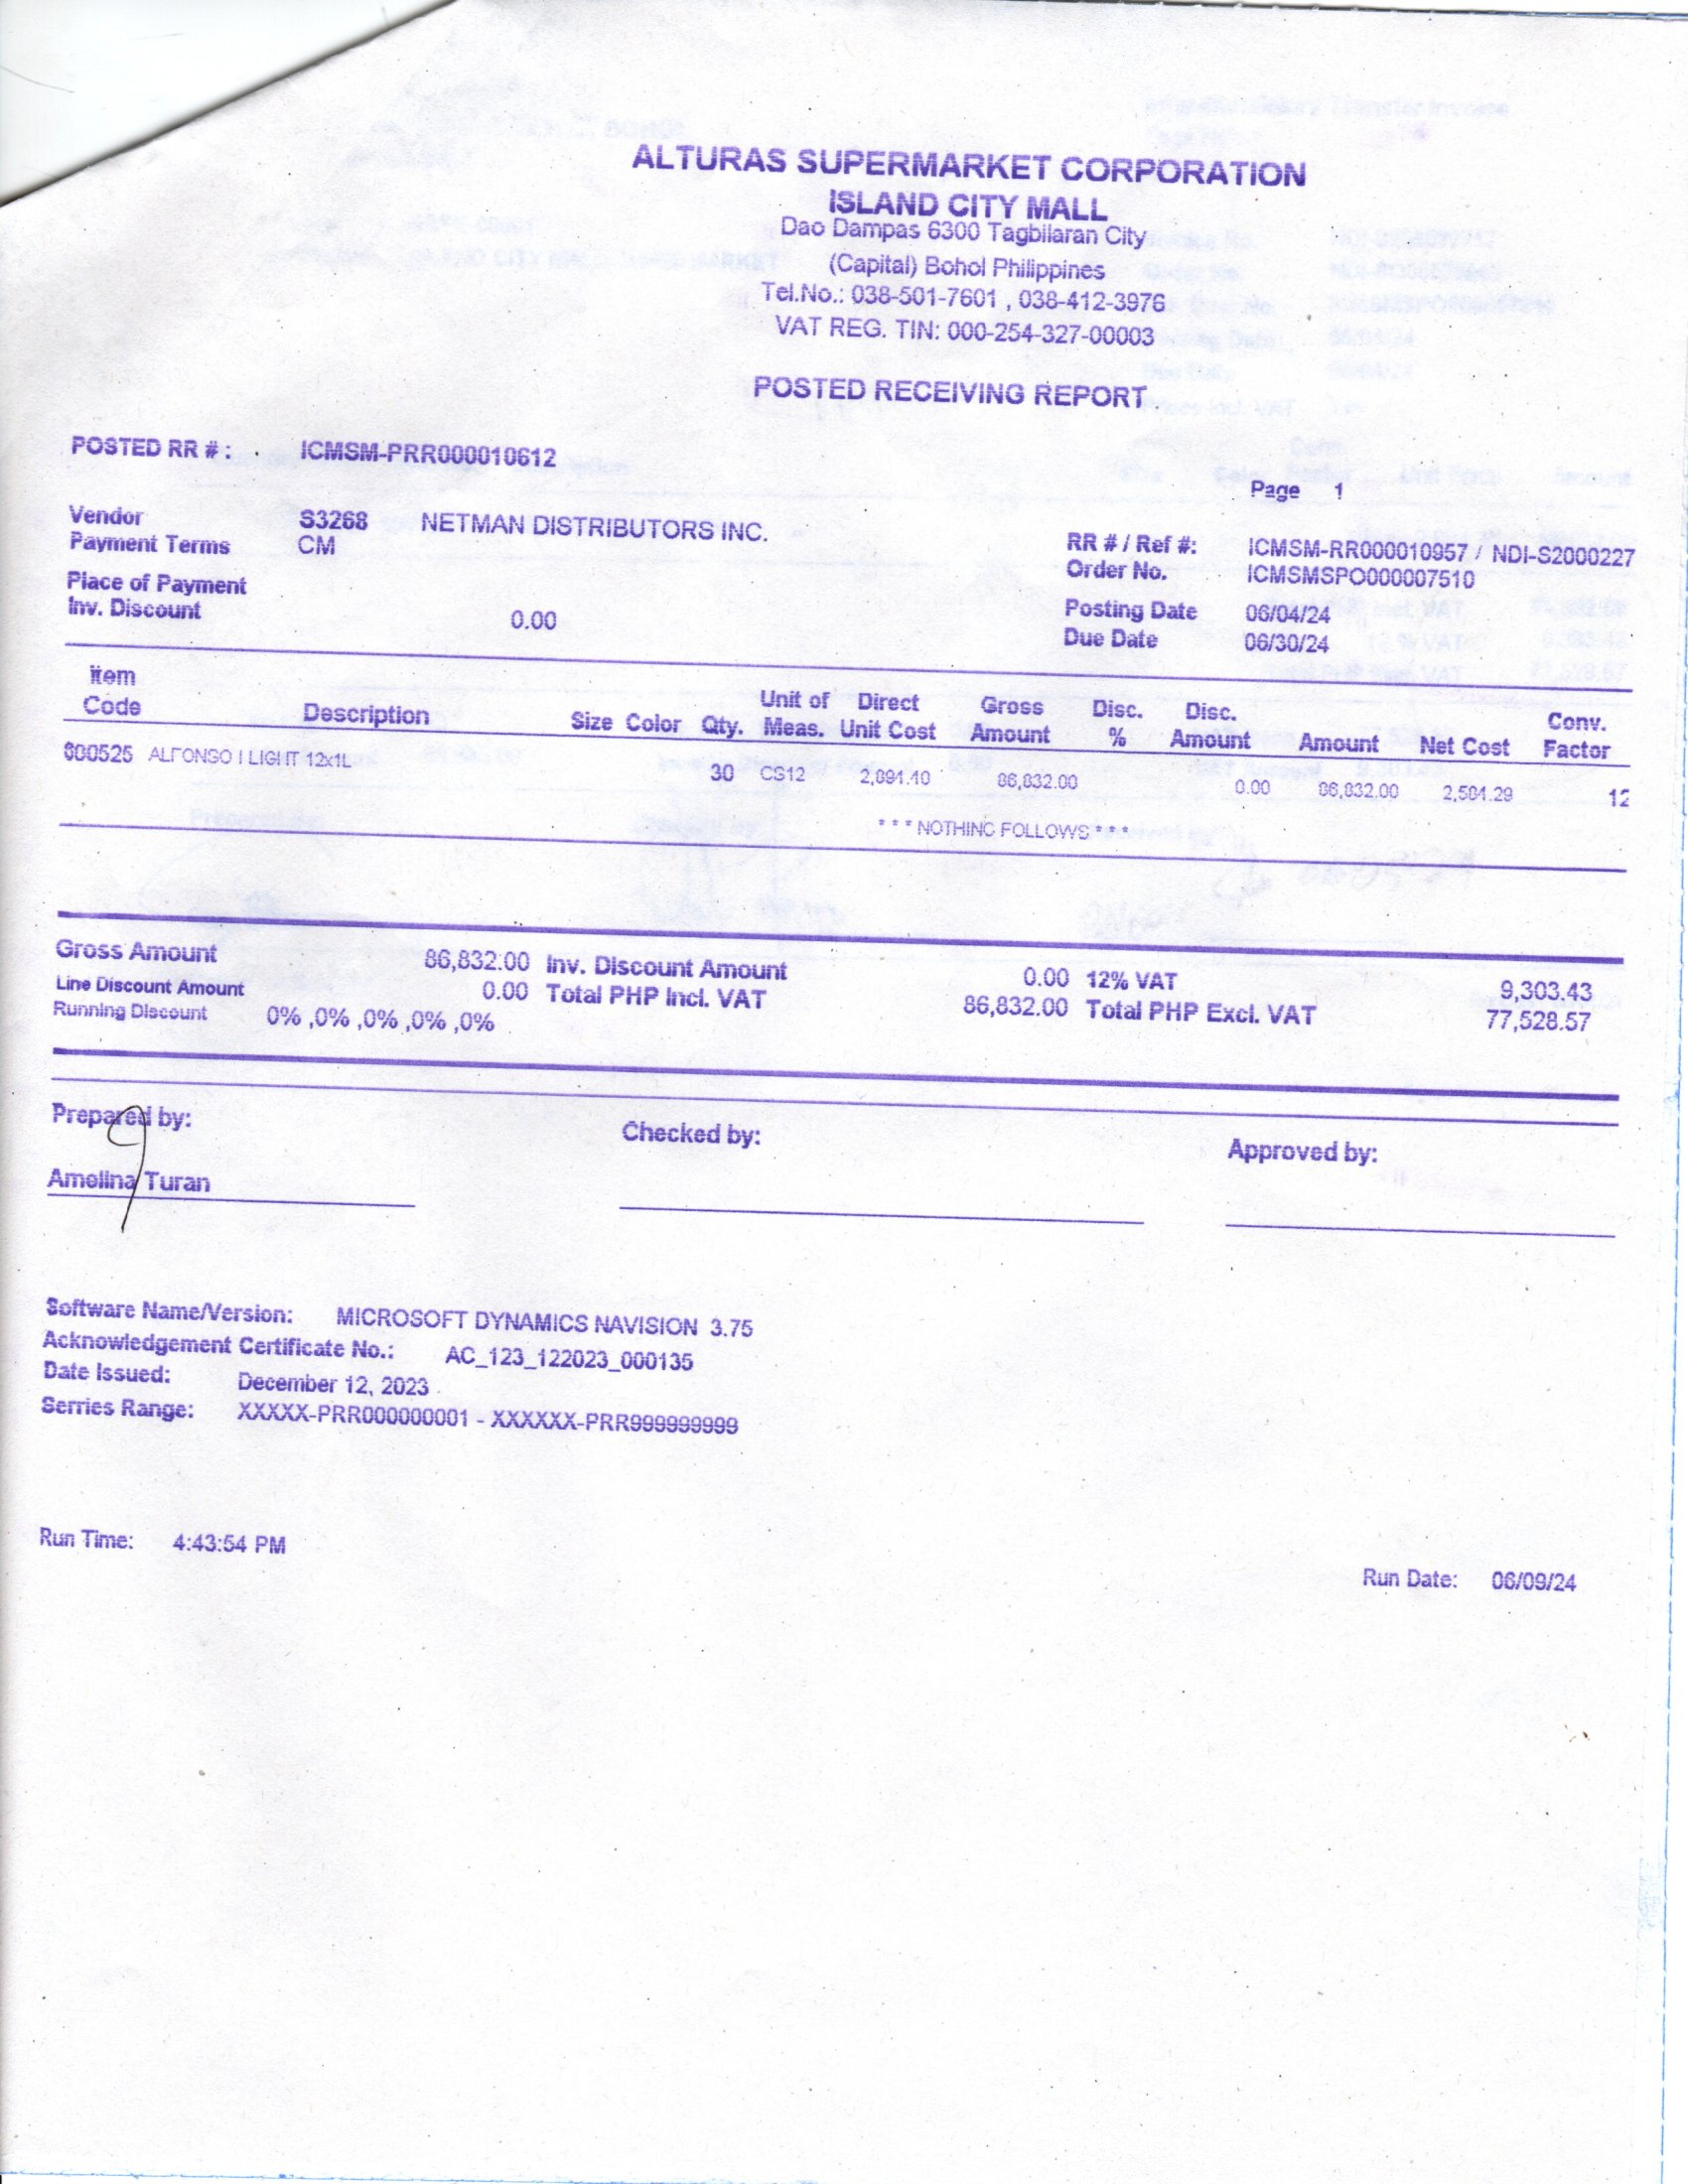 ALTURAS SUPERMARKET CORPORATION
ISLAND CITY MALL
Dao Dampas 6300 Tagbilaran City
(Capital) Bohol Philippines
Tel.No.: 038-501-7601 , 038-412-3976
VAT REG. TIN: 000-254-327-00003
POSTED RECEIVING REPORT
POSTED RR # : ICMSM-PRR000010612
Page 1
Vendor S3268 NETMAN DISTRIBUTORS INC.
Payment Terms CM
RR # / Ref #: ICMSM-RR000010957 / NDI-S2000227
Order No. ICMSMSPO000007510
Place of Payment
Inv. Discount 0.00
Posting Date 06/04/24
Due Date 06/30/24
Item Code Description Size Color Qty. Unit of Meas. Direct Unit Cost Gross Amount Disc. % Disc. Amount Amount Net Cost Conv. Factor
600525 ALFONSO I LIGHT 12x1L 30 CS12 2,894.40 86,832.00 0.00 86,832.00 2,584.29 12
* * * NOTHING FOLLOWS * * *
Gross Amount 86,832.00 Inv. Discount Amount 0.00 12% VAT 9,303.43
Line Discount Amount 0.00 Total PHP Incl. VAT 86,832.00 Total PHP Excl. VAT 77,528.57
Running Discount 0% ,0% ,0% ,0% ,0%
Prepared by: Checked by: Approved by:
Amelina Turan
Software Name/Version: MICROSOFT DYNAMICS NAVISION 3.75
Acknowledgement Certificate No.: AC_123_122023_000135
Date Issued: December 12, 2023
Serries Range: XXXXX-PRR000000001 - XXXXXX-PRR999999999
Run Time: 4:43:54 PM
Run Date: 06/09/24